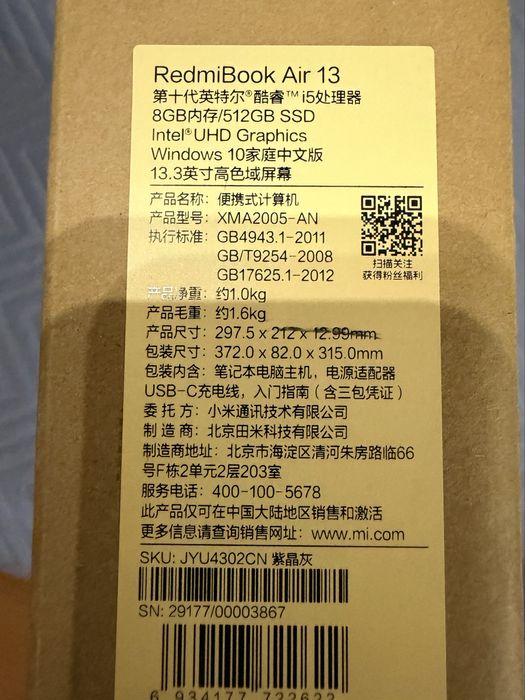 RedmiBook Air 13
第十代英特尔®酷睿™ i5处理器
8GB内存/512GB SSD
Intel® UHD Graphics
Windows 10家庭中文版
13.3英寸高色域屏幕
产品名称：便携式计算机
产品型号：XMA2005-AN
执行标准：GB4943.1-2011
GB/T9254-2008
GB17625.1-2012
扫描关注
获得粉丝福利
产品净重：约1.0kg
产品毛重：约1.6kg
产品尺寸：297.5 x 212 x 12.99mm
包装尺寸：372.0 x 82.0 x 315.0mm
包装内含：笔记本电脑主机，电源适配器
USB-C充电线，入门指南（含三包凭证）
委 托 方：小米通讯技术有限公司
制 造 商：北京田米科技有限公司
制造商地址：北京市海淀区清河朱房路临66
号F栋2单元2层203室
服务电话：400-100-5678
此产品仅可在中国大陆地区销售和激活
更多信息请查询销售网址：www.mi.com
SKU: JYU4302CN 紫晶灰
SN: 29177/00003867
6 934177 722622